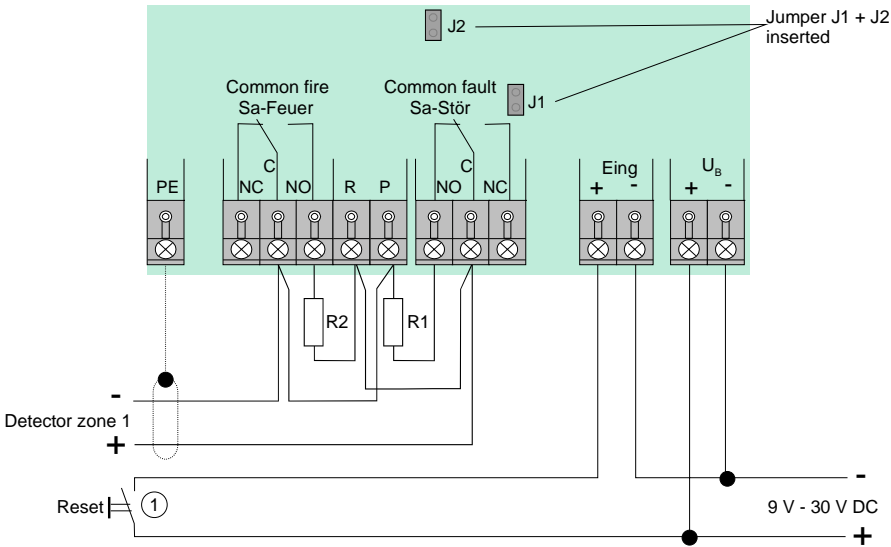 J2
Jumper J1 + J2
inserted
Common fire
Sa-Feuer
Common fault
Sa-Stör
J1
PE
NC
C
NO
R
P
NO
C
NC
Eing
+ -
UB
+ -
R2
R1
-
Detector zone 1
+
Reset
1
-
9 V - 30 V DC
+